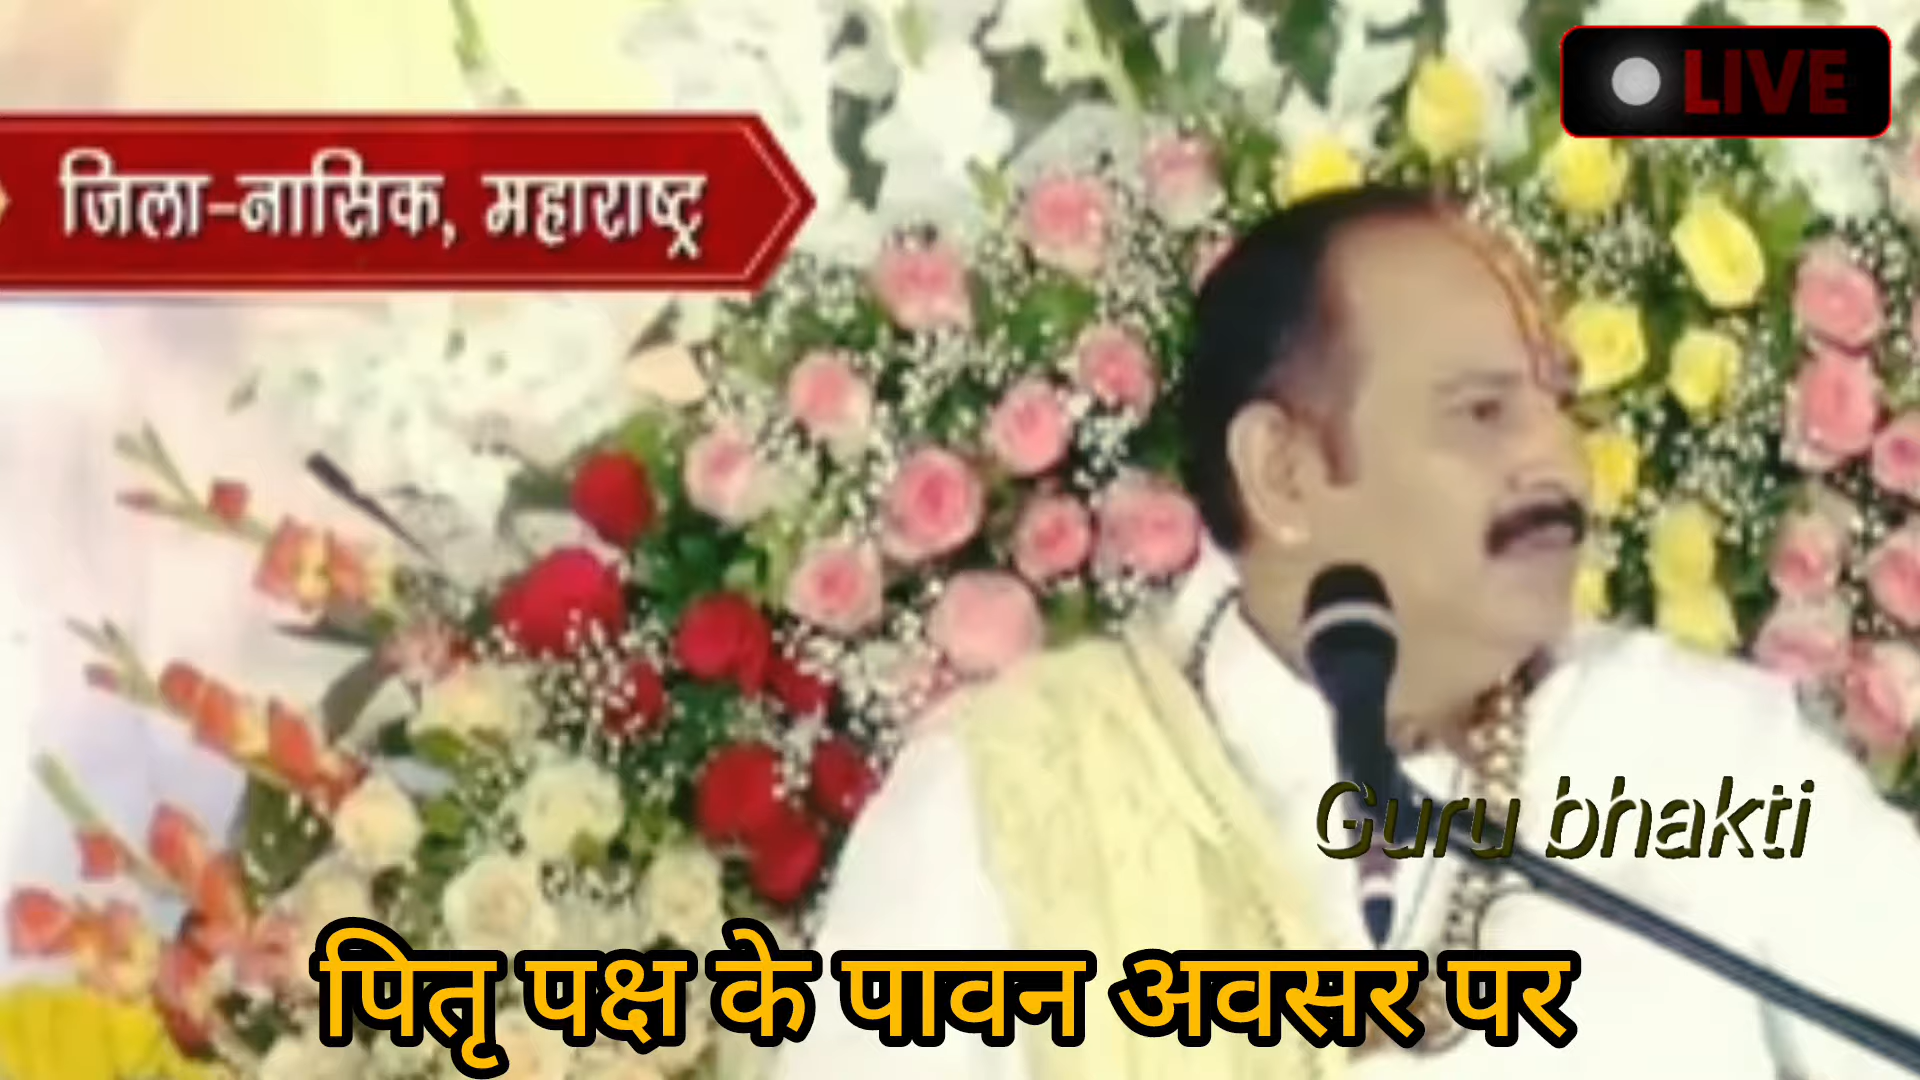 LIVE
जिला-नासिक, महाराष्ट्र
Guru bhakti
पितृ पक्ष के पावन अवसर पर